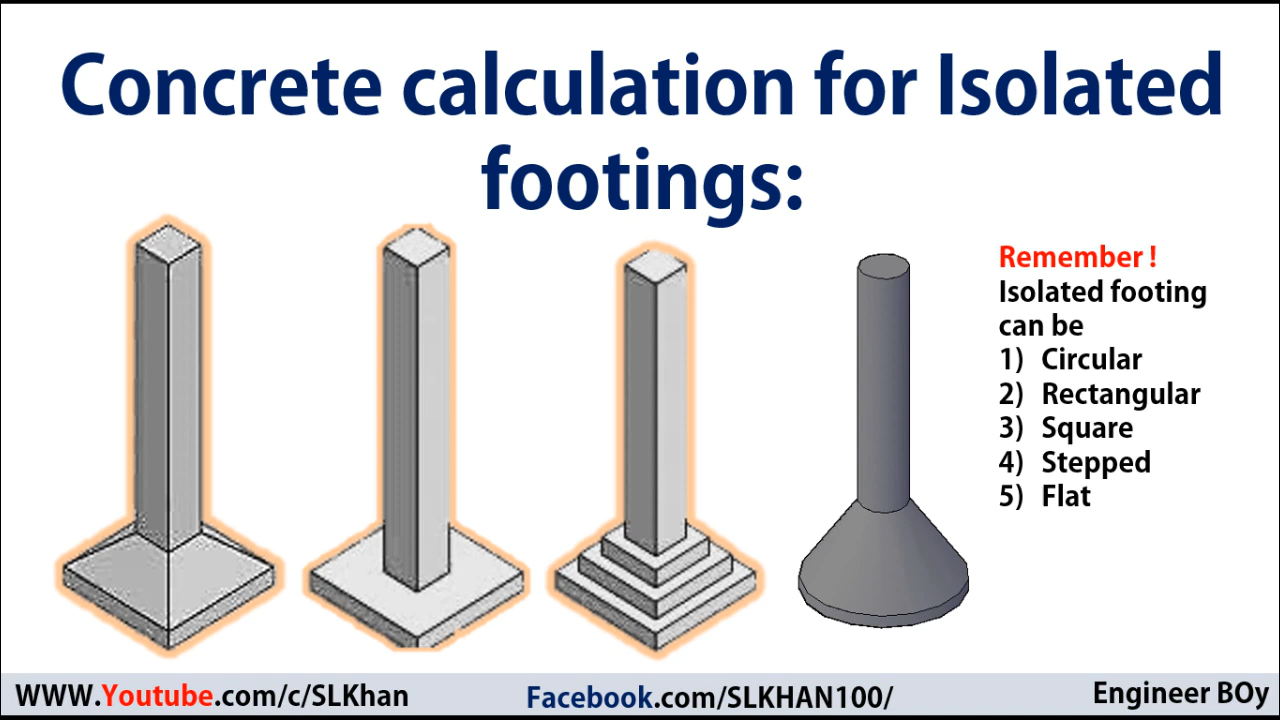 Concrete calculation for Isolated
footings:
Remember !
Isolated footing
can be
1) Circular
2) Rectangular
3) Square
4) Stepped
5) Flat
WWW.Youtube.com/c/SLKhan
Facebook.com/SLKHAN100/
Engineer BOy